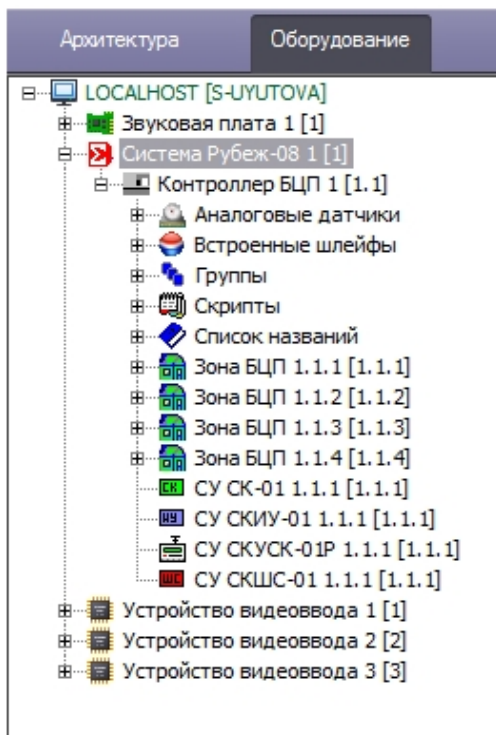 Архитектура Оборудование
LOCALHOST [S-UYUTOVA]
Звуковая плата 1 [1]
Система Рубеж-08 1 [1]
Контроллер БЦП 1 [1.1]
Аналоговые датчики
Встроенные шлейфы
Группы
Скрипты
Список названий
Зона БЦП 1.1.1 [1.1.1]
Зона БЦП 1.1.2 [1.1.2]
Зона БЦП 1.1.3 [1.1.3]
Зона БЦП 1.1.4 [1.1.4]
СК СУ СК-01 1.1.1 [1.1.1]
ИУ СУ СКИУ-01 1.1.1 [1.1.1]
СУ СКУСК-01Р 1.1.1 [1.1.1]
ШС СУ СКШС-01 1.1.1 [1.1.1]
Устройство видеоввода 1 [1]
Устройство видеоввода 2 [2]
Устройство видеоввода 3 [3]